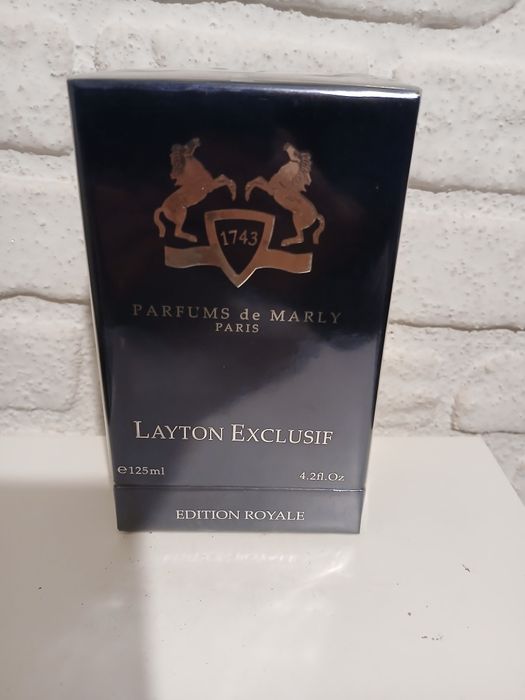 1743
PARFUMS de MARLY
PARIS
LAYTON EXCLUSIF
℮125ml
4.2fl.Oz
EDITION ROYALE